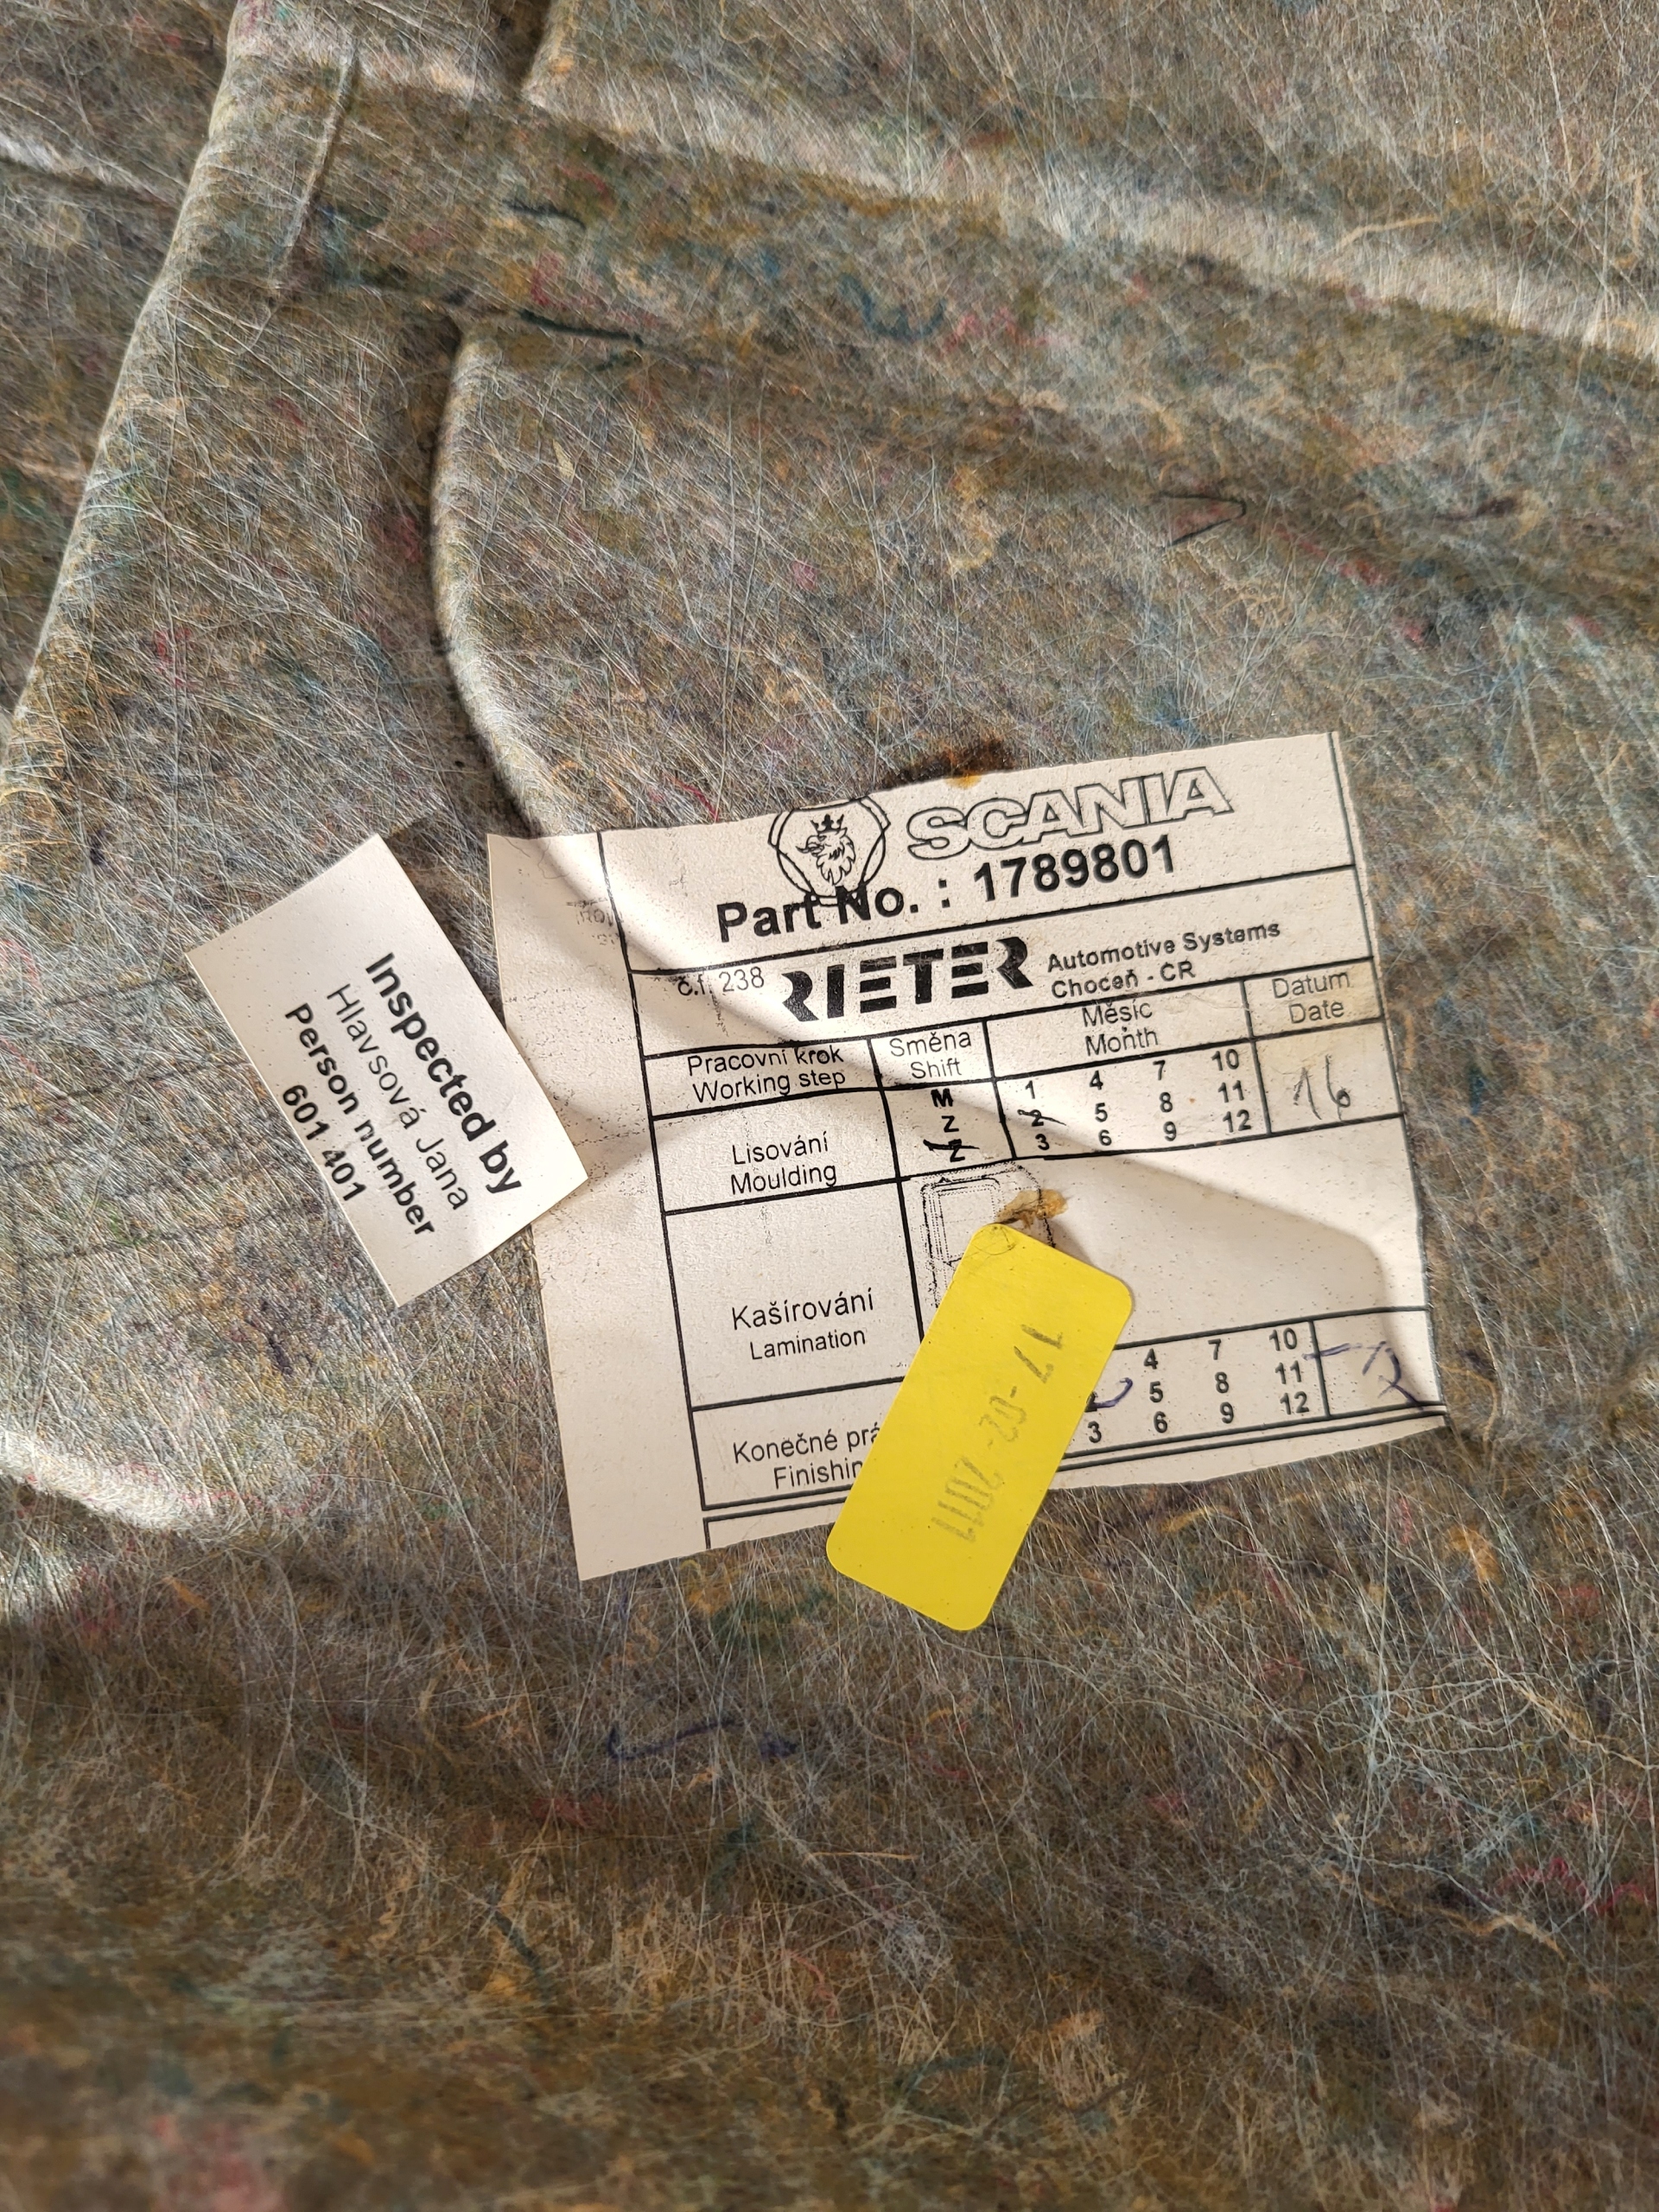 SCANIA
Part No. : 1789801
č.f. 238 RIETER Automotive Systems
Choceň - CR
Pracovní krok
Working step
Směna
Shift
Měsíc
Month
Datum
Date
Lisování
Moulding
M
Z
Z
1 4 7 10
2 5 8 11
3 6 9 12
16
Kašírování
Lamination
Konečné
4 7 10
5 8 11
3 6 9 12
17 -02- 2011
Inspected by
Hlavsová Jana
Person number
601 401